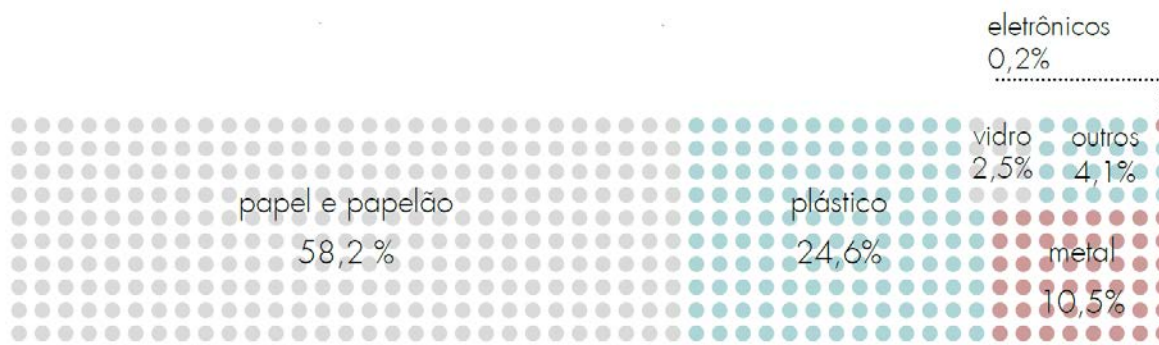 eletrônicos
0,2%
vidro
2,5%
outros
4,1%
papel e papelão
58,2 %
plástico
24,6%
metal
10,5%